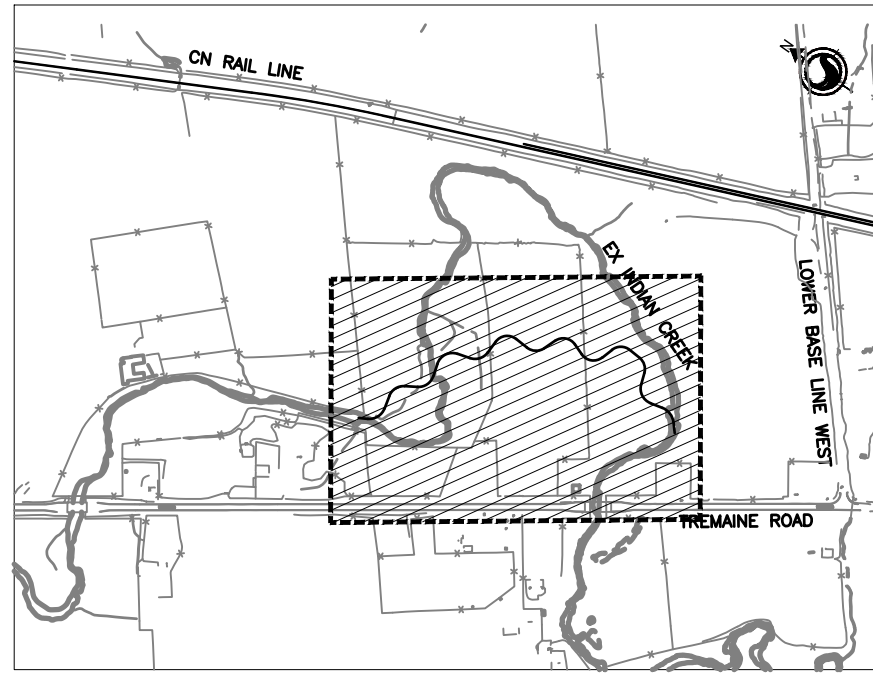 CN RAIL LINE
N
EX INDIAN CREEK
LOWER BASE LINE WEST
TREMAINE ROAD